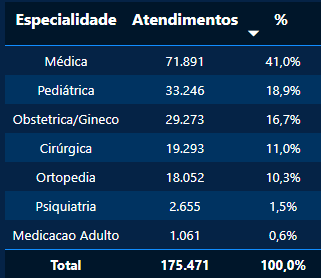 Especialidade Atendimentos %
Médica 71.891 41,0%
Pediátrica 33.246 18,9%
Obstetrica/Gineco 29.273 16,7%
Cirúrgica 19.293 11,0%
Ortopedia 18.052 10,3%
Psiquiatria 2.655 1,5%
Medicacao Adulto 1.061 0,6%
Total 175.471 100,0%